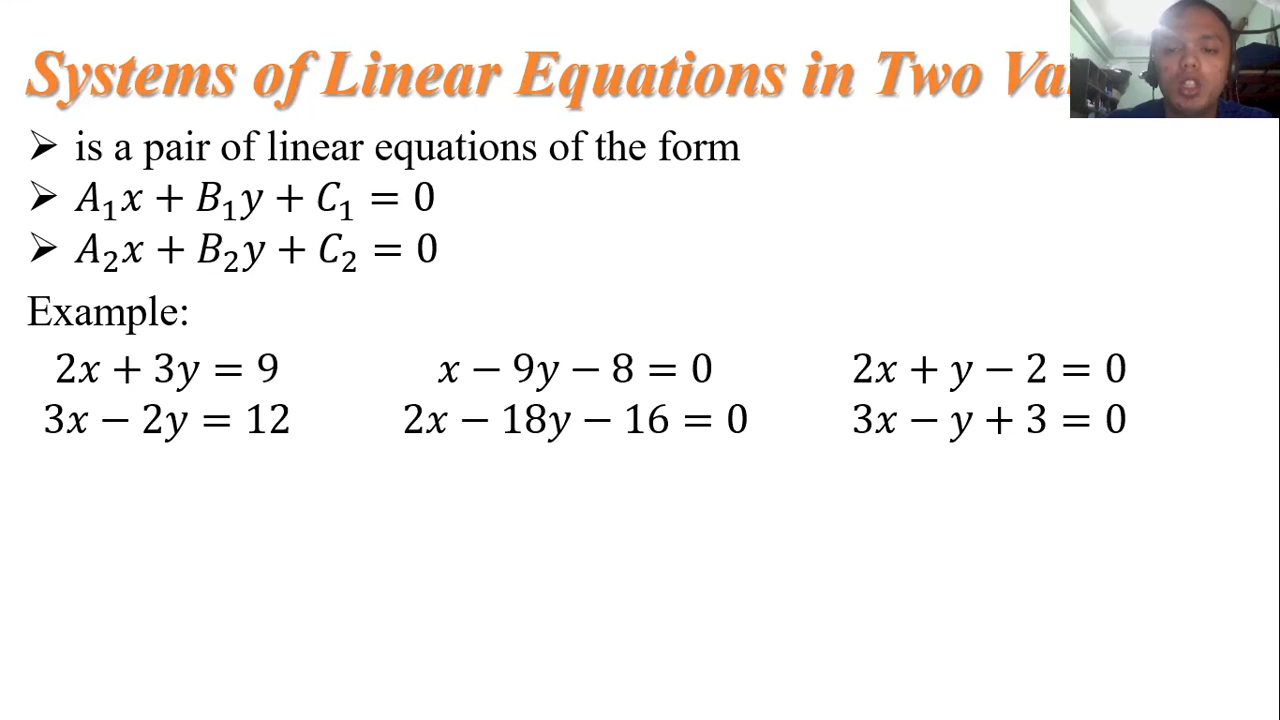 Systems of Linear Equations in Two
➢ is a pair of linear equations of the form
➢ A₁x + B₁y + C₁ = 0
➢ A₂x + B₂y + C₂ = 0
Example:
2x + 3y = 9 x − 9y − 8 = 0 2x + y − 2 = 0
3x − 2y = 12 2x − 18y − 16 = 0 3x − y + 3 = 0